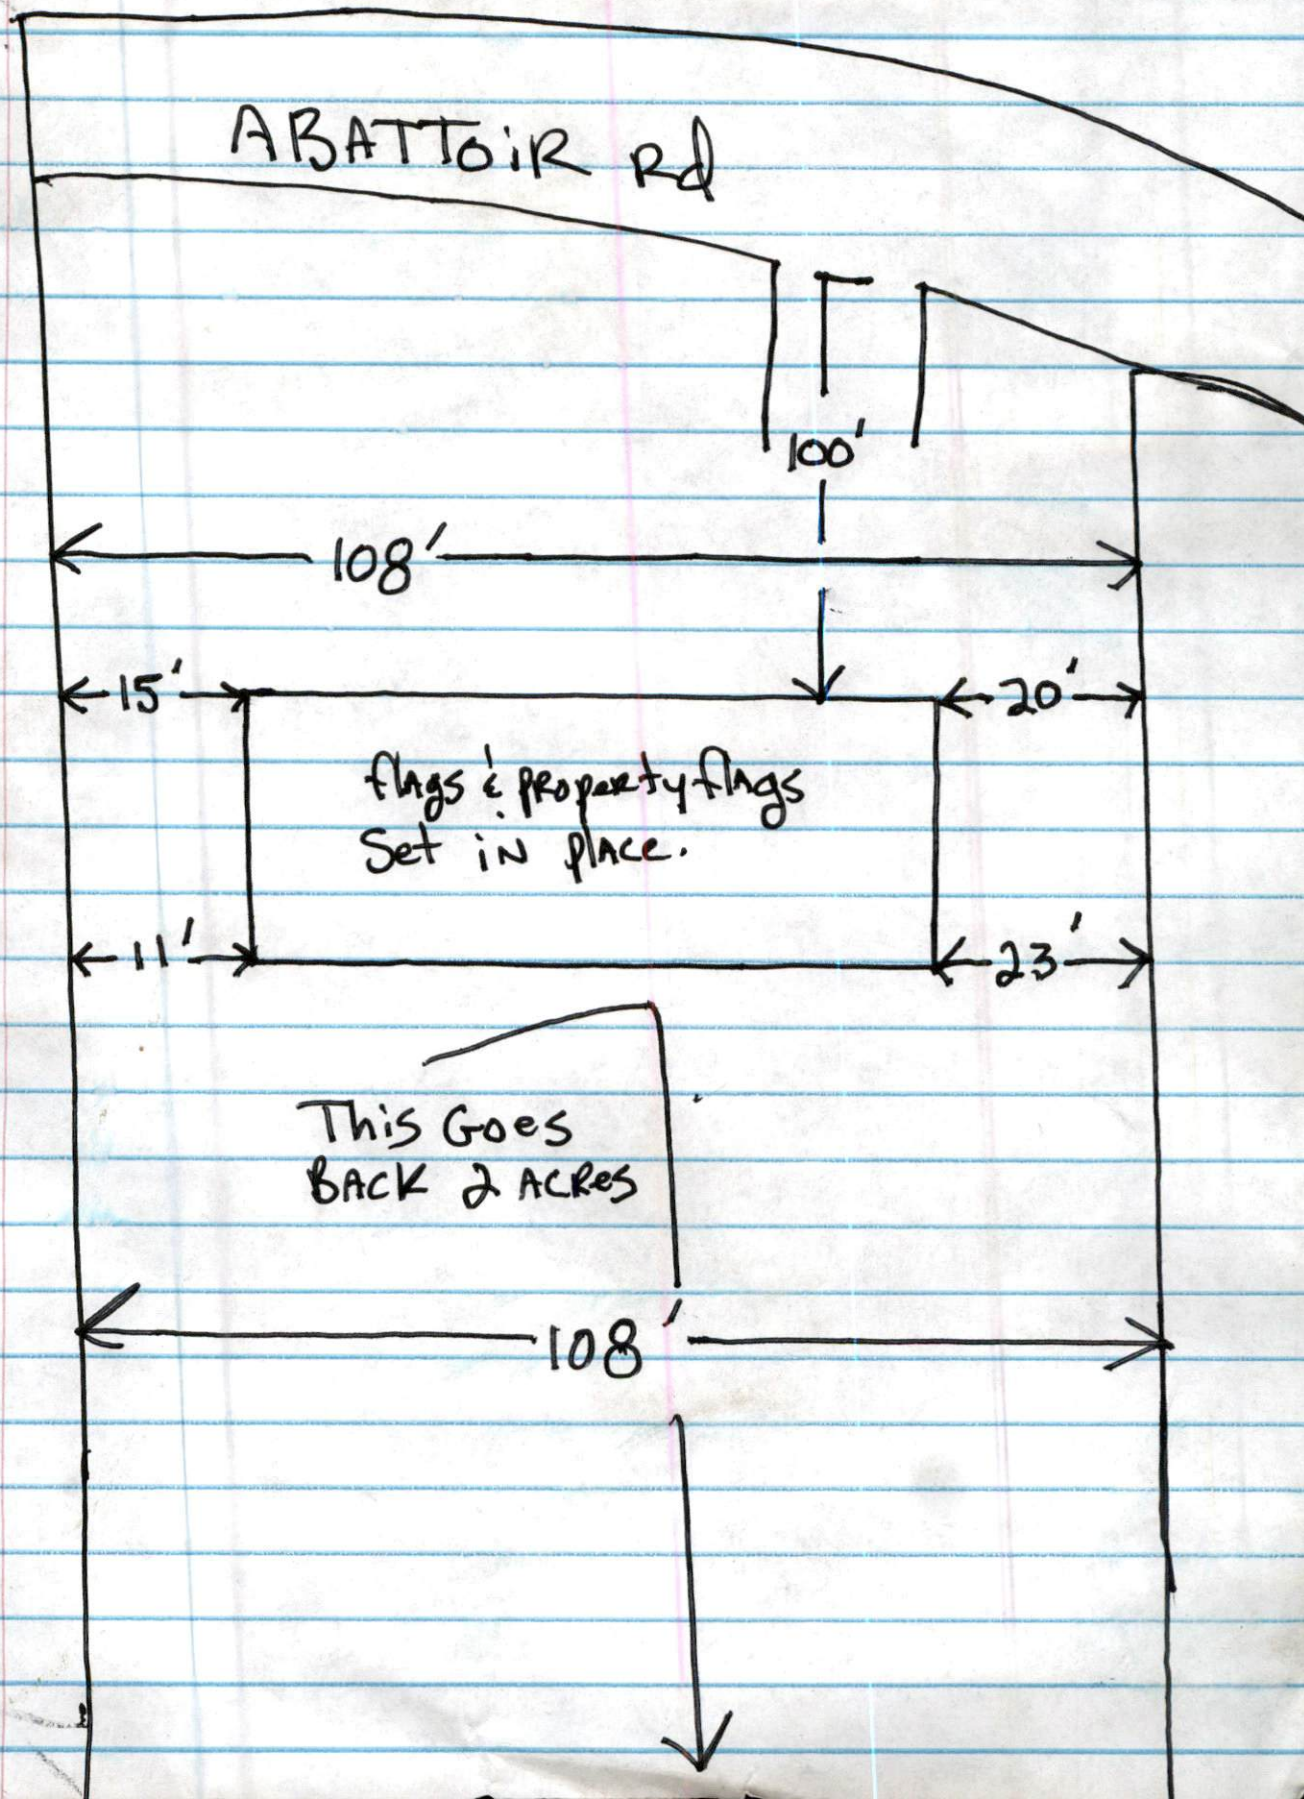 ABATTOIR Rd
100'
108'
15'
20'
flags & property flags
Set in place.
11'
23'
This Goes
BACK 2 ACRES
108'